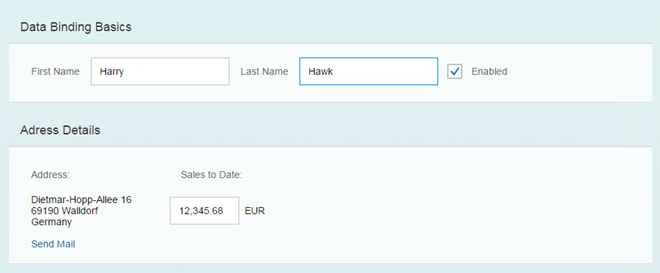 Data Binding Basics
First Name Harry Last Name Hawk Enabled
Adress Details
Address: Sales to Date:
Dietmar-Hopp-Allee 16
69190 Walldorf
Germany
12,345.68 EUR
Send Mail